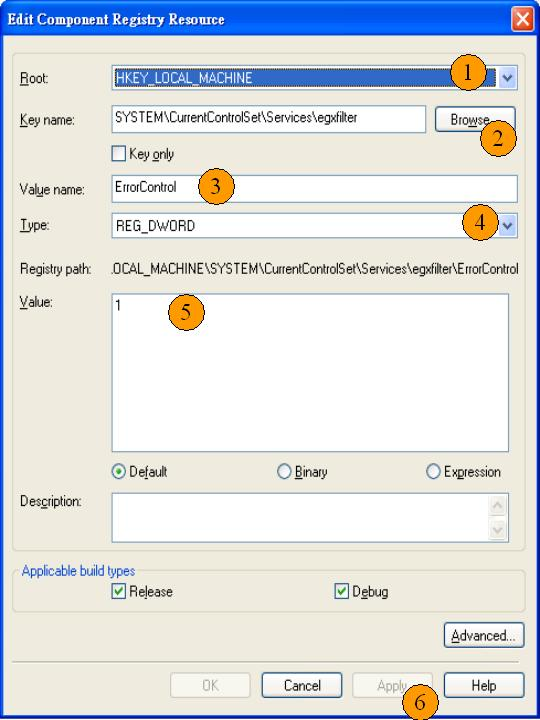 Edit Component Registry Resource
Root: HKEY_LOCAL_MACHINE 1
Key name: SYSTEM\CurrentControlSet\Services\egxfilter Browse... 2
Key only
Value name: ErrorControl 3
Type: REG_DWORD 4
Registry path: .OCAL_MACHINE\SYSTEM\CurrentControlSet\Services\egxfilter\ErrorControl
Value: 1 5
Default Binary Expression
Description:
Applicable build types
Release Debug
Advanced...
OK Cancel Apply 6 Help